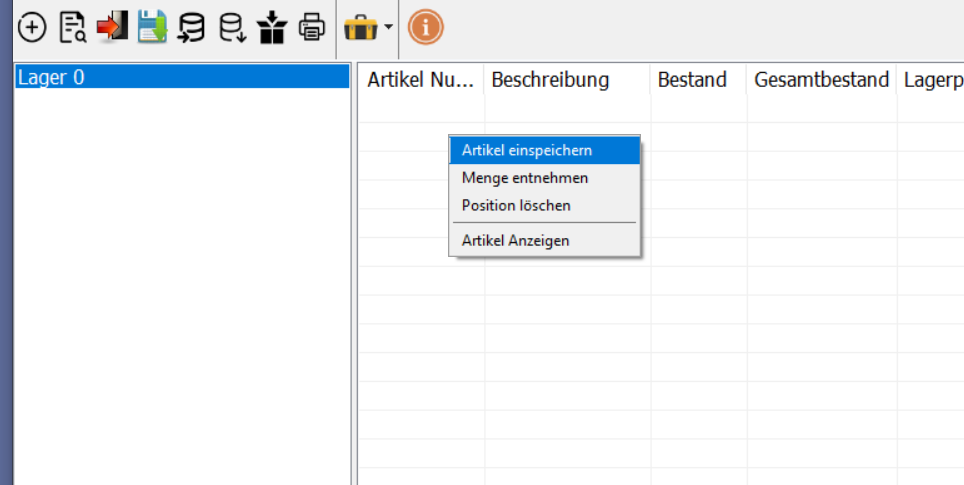 Lager 0
Artikel Nu... Beschreibung Bestand Gesamtbestand Lagerp
Artikel einspeichern
Menge entnehmen
Position löschen
Artikel Anzeigen